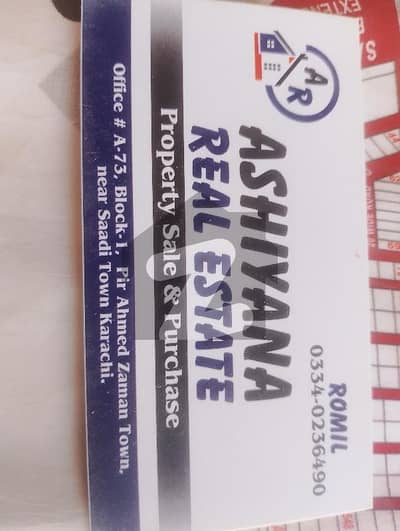 AR
ASHIYANA
REAL ESTATE
ROMIL
0334-0236490
Property Sale & Purchase
Office # A-73, Block-1, Pir Ahmed Zaman Town,
near Saadi Town Karachi.